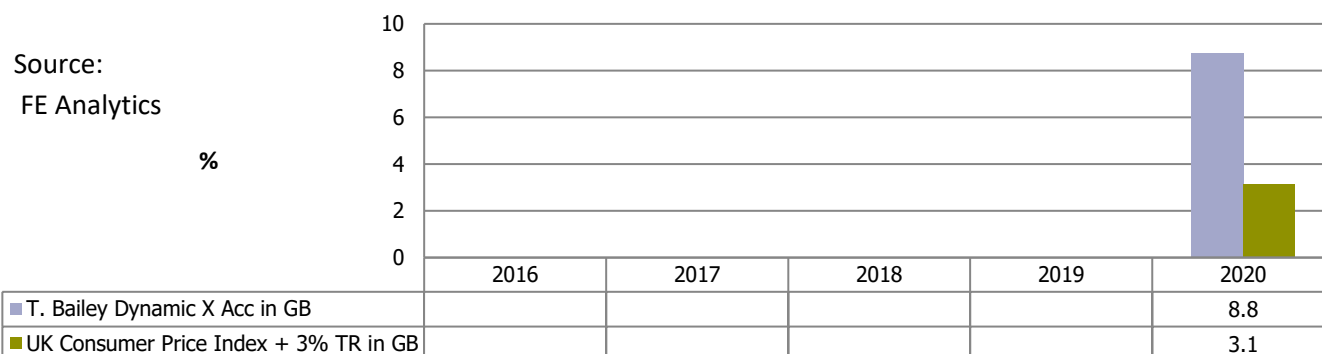 10
Source:
8
FE Analytics
6
%
4
2
0
2016 2017 2018 2019 2020
T. Bailey Dynamic X Acc in GB 8.8
UK Consumer Price Index + 3% TR in GB 3.1